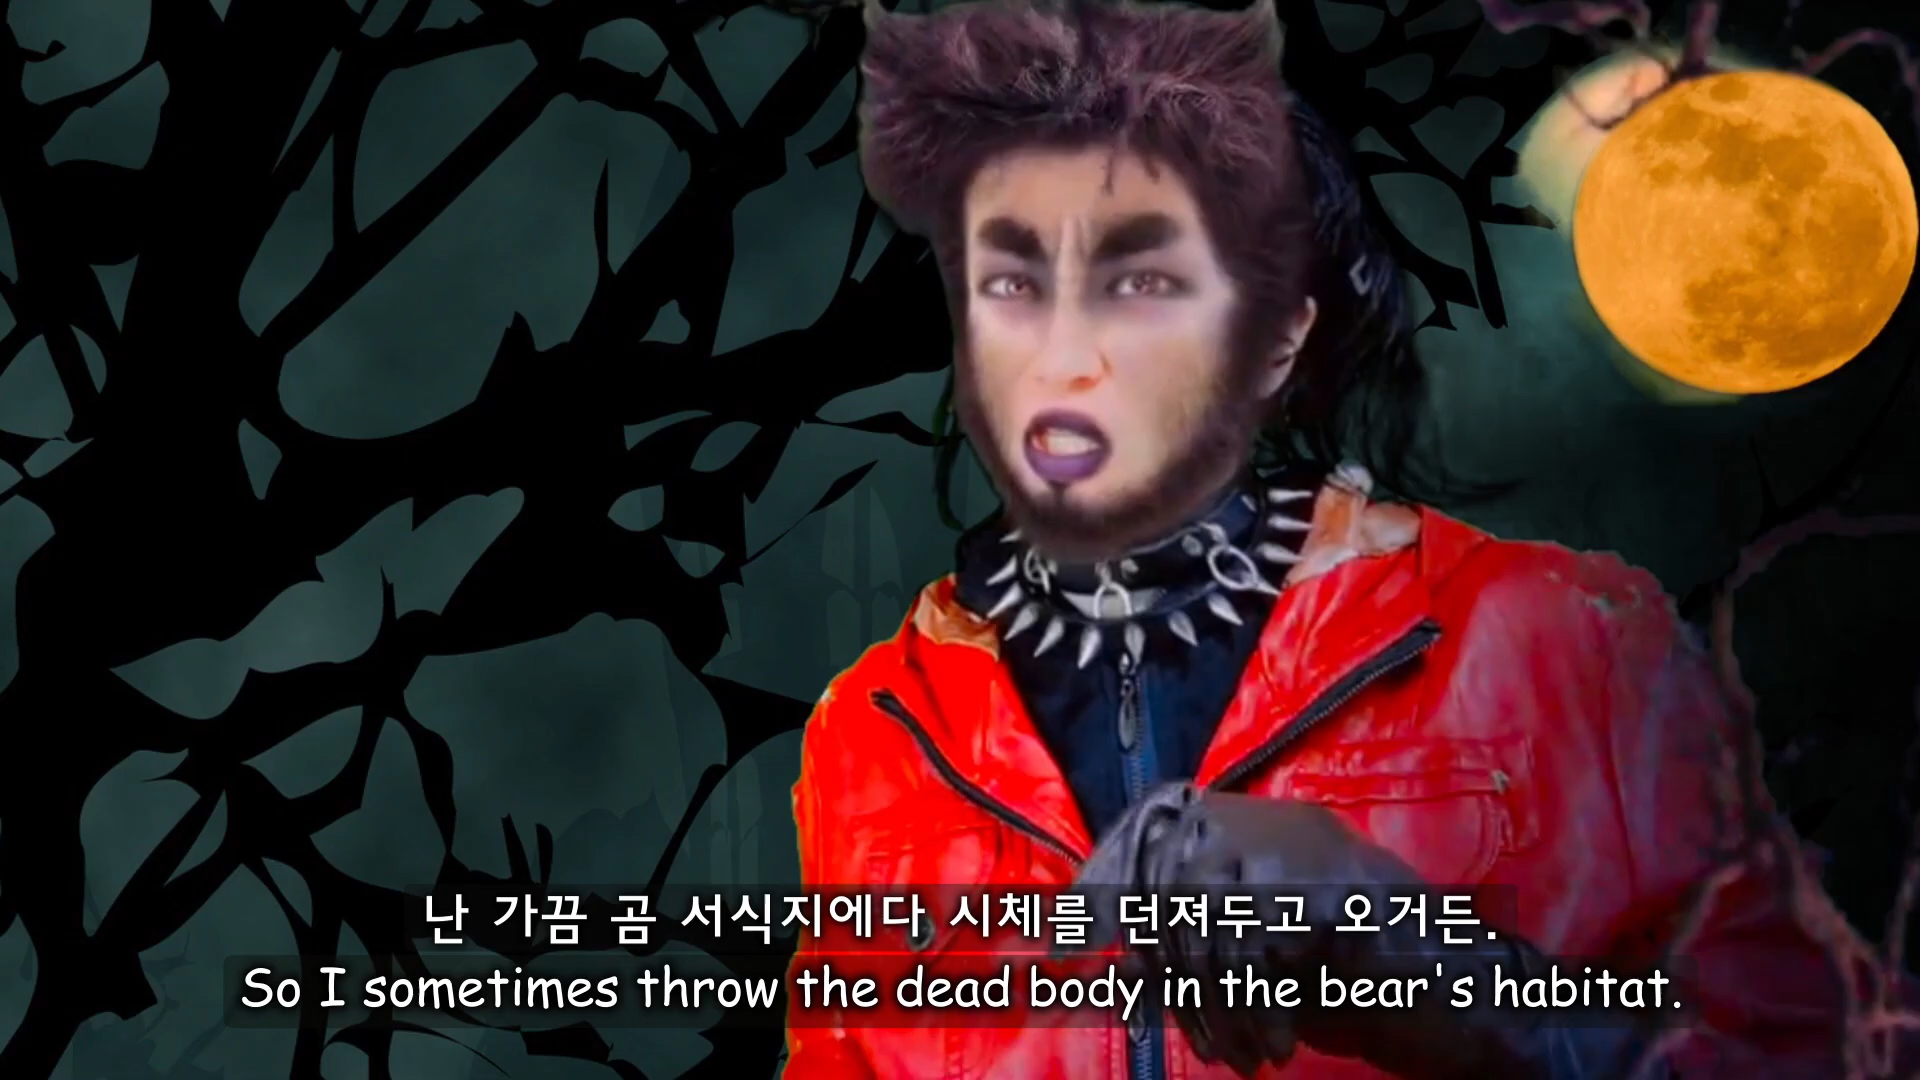 난 가끔 곰 서식지에다 시체를 던져두고 오거든.
So I sometimes throw the dead body in the bear's habitat.